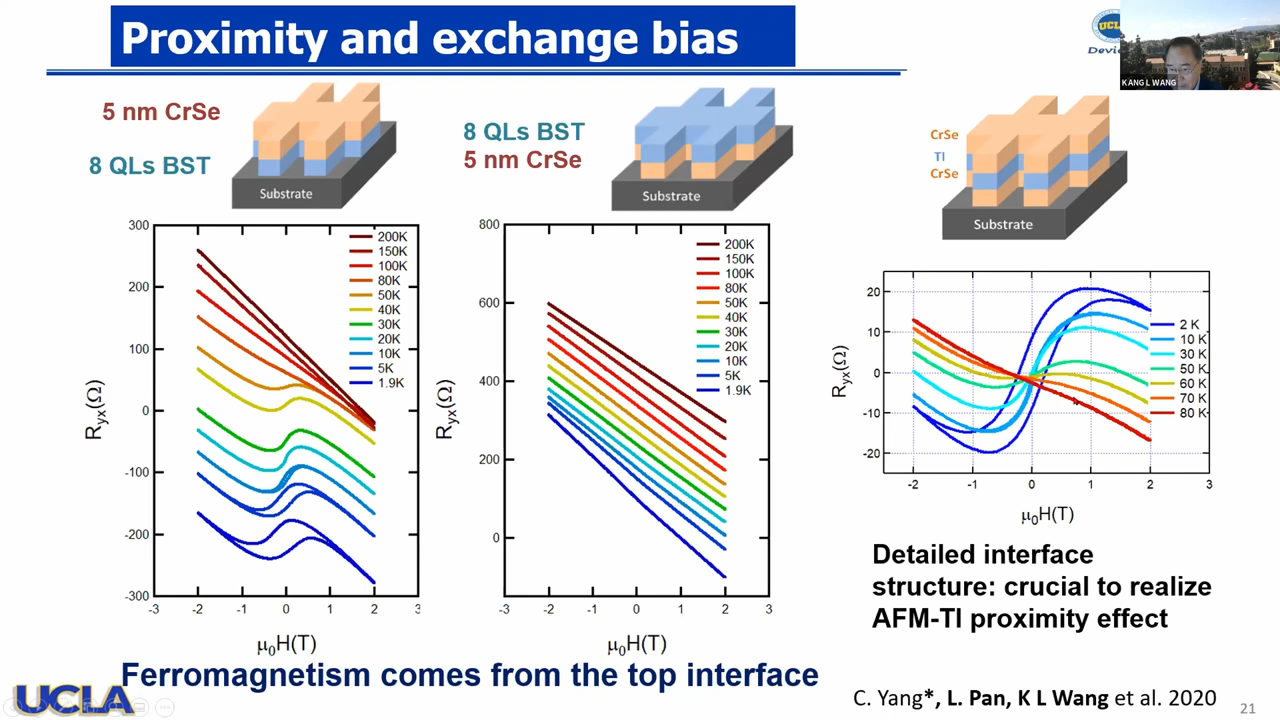 Proximity and exchange bias
UCL
Devi
KANG L WANG
5 nm CrSe
8 QLs BST
Substrate
8 QLs BST
5 nm CrSe
Substrate
CrSe
TI
CrSe
Substrate
300
200
100
0
-100
-200
-300
-3 -2 -1 0 1 2 3
Ryx(Ω)
μ0H(T)
200K
150K
100K
80K
50K
40K
30K
20K
10K
5K
1.9K
800
600
400
200
0
-3 -2 -1 0 1 2 3
Ryx(Ω)
μ0H(T)
200K
150K
100K
80K
50K
40K
30K
20K
10K
5K
1.9K
20
10
0
-10
-20
-2 -1 0 1 2 3
Ryx(Ω)
μ0H(T)
2 K
10 K
30 K
50 K
60 K
70 K
80 K
Detailed interface
structure: crucial to realize
AFM-TI proximity effect
Ferromagnetism comes from the top interface
UCLA
C. Yang*, L. Pan, K L Wang et al. 2020
21